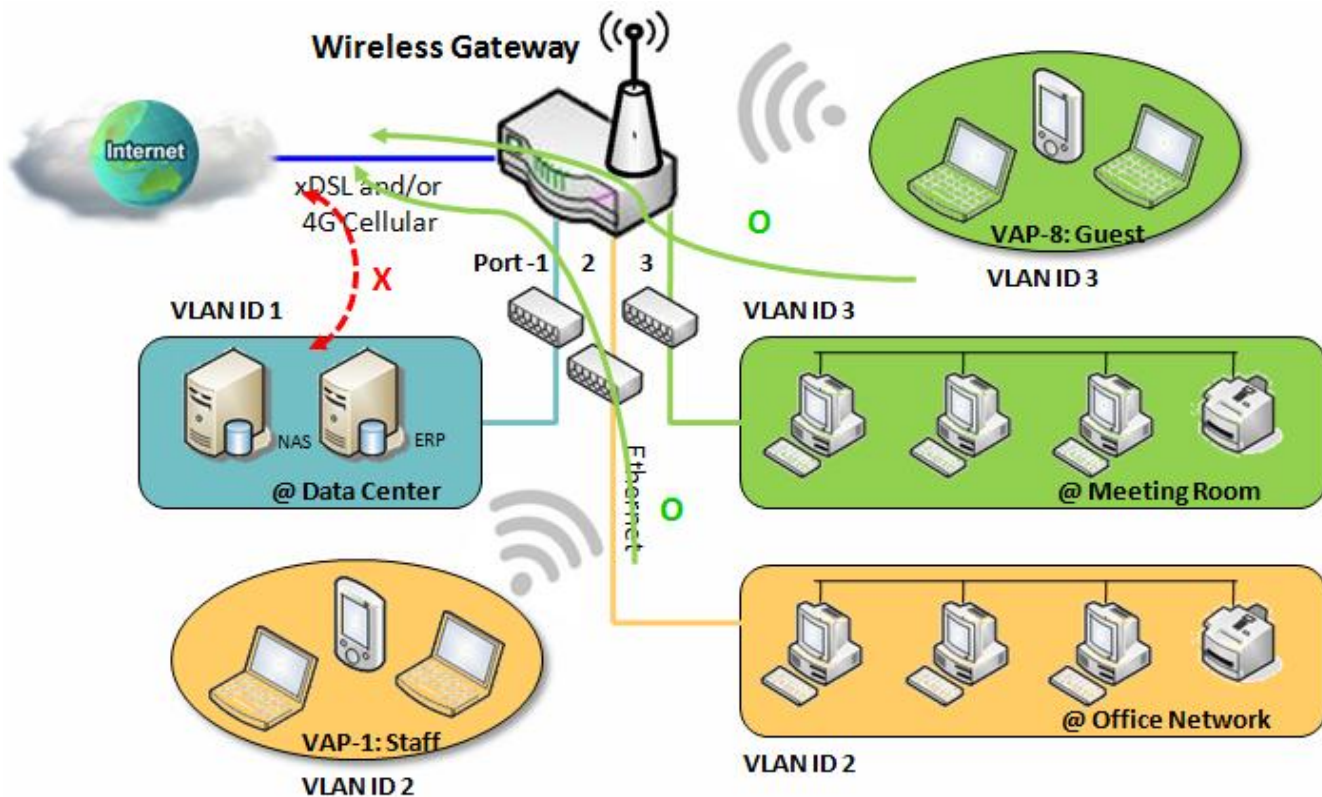 Wireless Gateway
Internet
xDSL and/or
4G Cellular
O
VAP-8: Guest
VLAN ID 3
Port -1
2
3
X
VLAN ID 1
VLAN ID 3
NAS
ERP
@ Data Center
@ Meeting Room
Ethernet
O
VAP-1: Staff
VLAN ID 2
@ Office Network
VLAN ID 2